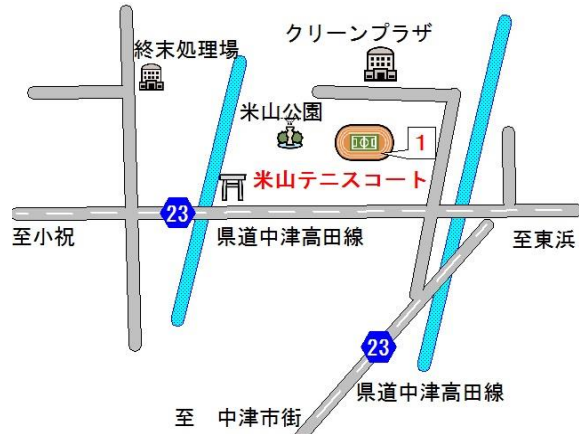 クリーンプラザ
終末処理場
米山公園
1
米山テニスコート
23
至小祝
県道中津高田線
至東浜
23
県道中津高田線
至 中津市街